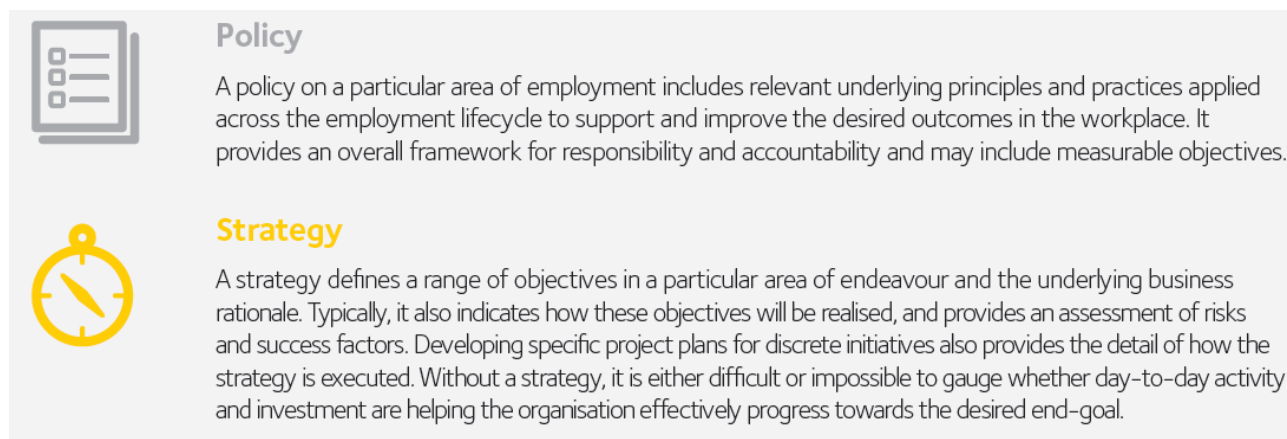 Policy
A policy on a particular area of employment includes relevant underlying principles and practices applied
across the employment lifecycle to support and improve the desired outcomes in the workplace. It
provides an overall framework for responsibility and accountability and may include measurable objectives.
Strategy
A strategy defines a range of objectives in a particular area of endeavour and the underlying business
rationale. Typically, it also indicates how these objectives will be realised, and provides an assessment of risks
and success factors. Developing specific project plans for discrete initiatives also provides the detail of how the
strategy is executed. Without a strategy, it is either difficult or impossible to gauge whether day-to-day activity
and investment are helping the organisation effectively progress towards the desired end-goal.